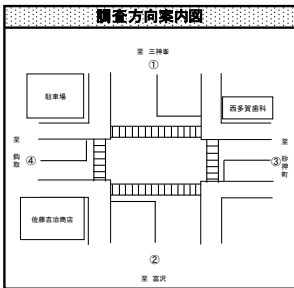 調査方向案内図
至 三神峯
①
駐車場
西多賀歯科
至 鈎取
④
③
至 砂押町
佐藤吉治商店
②
至 富沢